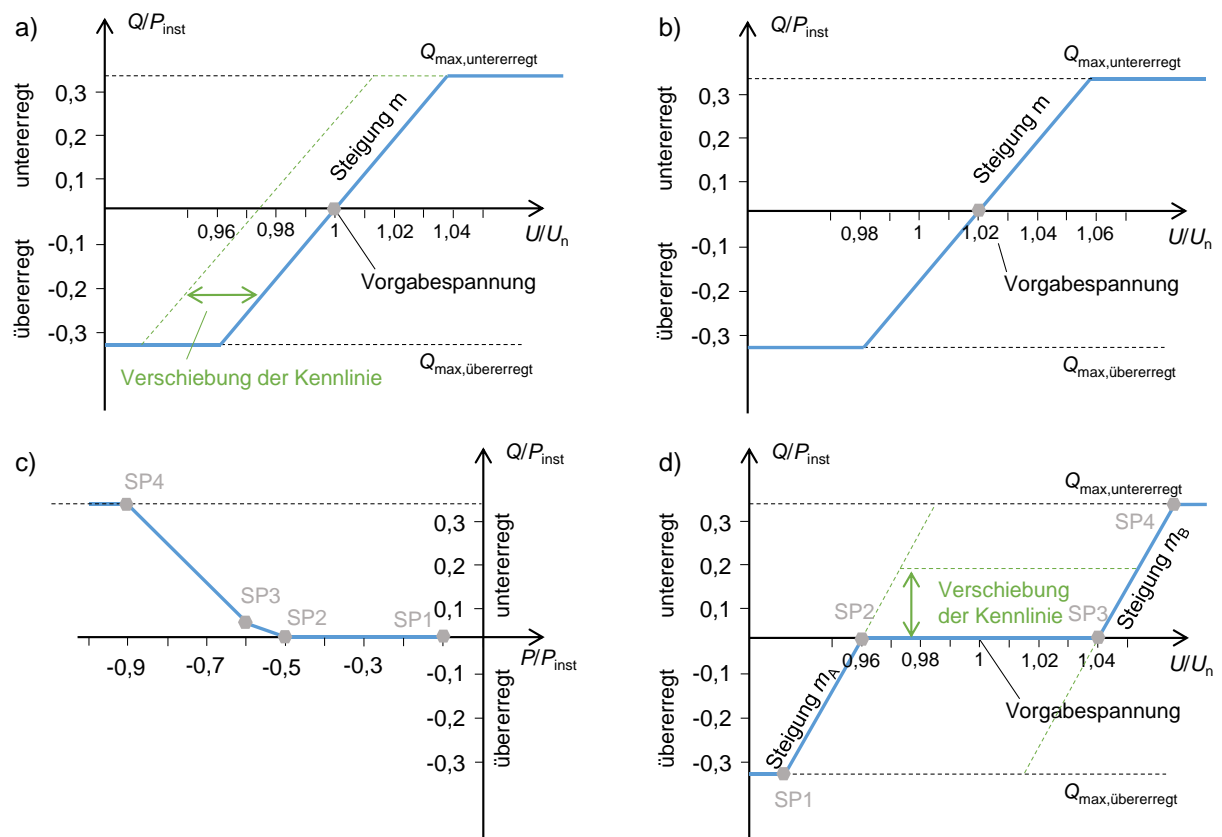 a)
Q/Pinst
Qmax,untererregt
0,3
0,2
0,1
-0,1
-0,2
-0,3
untererregt
übererregt
Steigung m
0,96
0,98
1
1,02
1,04
U/Un
Vorgabespannung
Verschiebung der Kennlinie
Qmax,übererregt
b)
Q/Pinst
Qmax,untererregt
0,3
0,2
0,1
-0,1
-0,2
-0,3
untererregt
übererregt
Steigung m
0,98
1
1,02
1,04
1,06
U/Un
Vorgabespannung
Qmax,übererregt
c)
Q/Pinst
SP4
SP3
SP2
SP1
0,3
0,2
0,1
-0,1
-0,2
-0,3
untererregt
übererregt
-0,9
-0,7
-0,5
-0,3
P/Pinst
d)
Q/Pinst
Qmax,untererregt
SP4
0,3
0,2
0,1
-0,1
-0,2
-0,3
untererregt
übererregt
Verschiebung
der Kennlinie
SP2
SP3
Steigung mB
0,96
0,98
1
1,02
1,04
U/Un
Steigung mA
Vorgabespannung
SP1
Qmax,übererregt